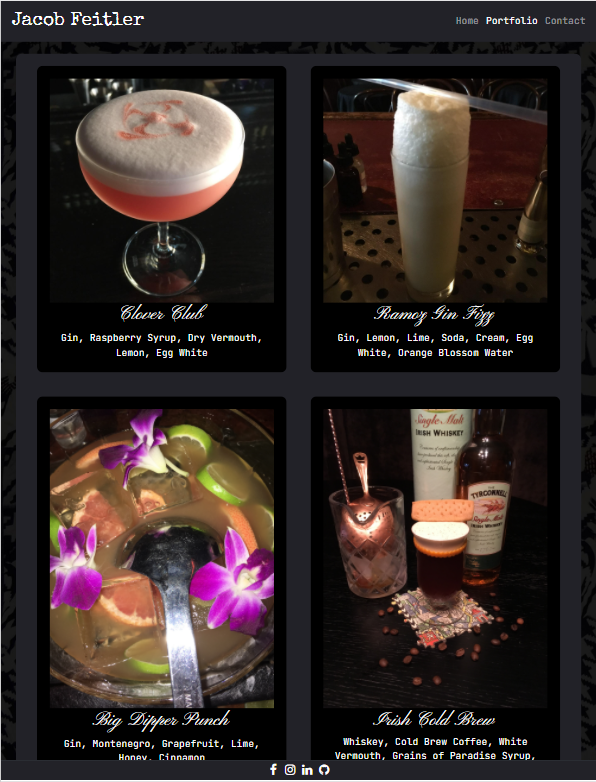 Jacob Feitler
Home Portfolio Contact
Clover Club
Gin, Raspberry Syrup, Dry Vermouth,
Lemon, Egg White
Ramoz Gin Fizz
Gin, Lemon, Lime, Soda, Cream, Egg
White, Orange Blossom Water
Single Malt
IRISH WHISKEY
THE
TYRCONNELL
Single Malt
IRISH WHISKEY
Big Dipper Punch
Gin, Montenegro, Grapefruit, Lime,
Honey, Cinnamon
Irish Cold Brew
Whiskey, Cold Brew Coffee, White
Vermouth, Grains of Paradise Syrup,